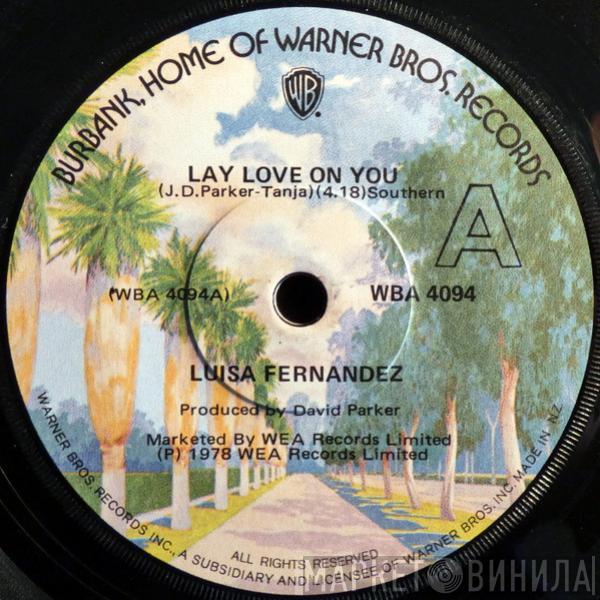 BURBANK, HOME OF WARNER BROS. RECORDS
WB
LAY LOVE ON YOU
(J.D.Parker-Tanja)(4.18)Southern
A
(WBA 4094A)
WBA 4094
LUISA FERNANDEZ
Produced by David Parker
Marketed By WEA Records Limited
(P) 1978 WEA Records Limited
ALL RIGHTS RESERVED
WARNER BROS. RECORDS INC., A SUBSIDIARY AND LICENSEE OF WARNER BROS. INC. MADE IN NZ
МАРКЕТ ВИНИЛА